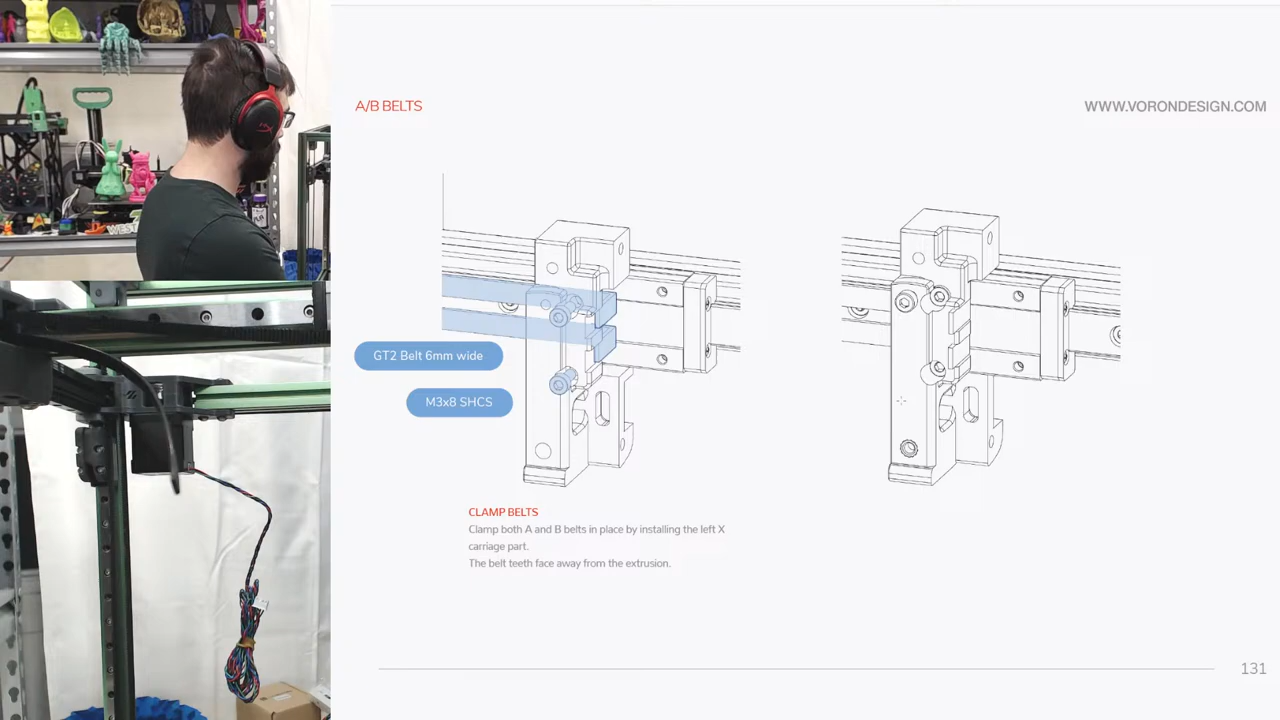 A/B BELTS
WWW.VORONDESIGN.COM
GT2 Belt 6mm wide
M3x8 SHCS
CLAMP BELTS
Clamp both A and B belts in place by installing the left X
carriage part.
The belt teeth face away from the extrusion.
131